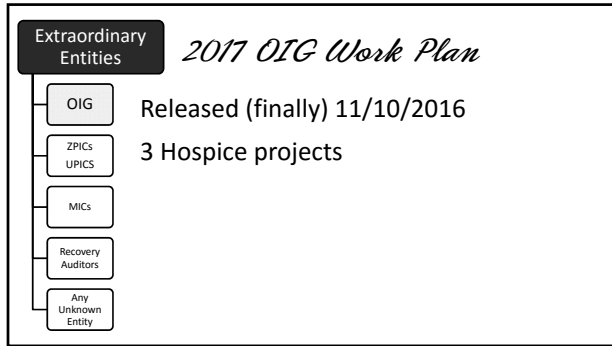 Extraordinary
Entities
2017 OIG Work Plan
OIG
Released (finally) 11/10/2016
ZPICs
UPICS
3 Hospice projects
MICs
Recovery
Auditors
Any
Unknown
Entity